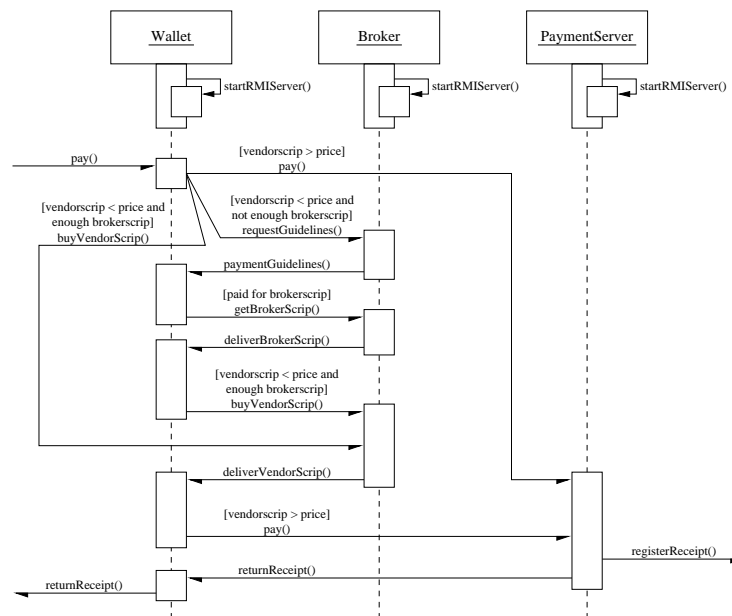 Wallet
Broker
PaymentServer
startRMIServer()
startRMIServer()
startRMIServer()
pay()
[vendorscrip > price]
pay()
[vendorscrip < price and
enough brokerscrip]
buyVendorScrip()
[vendorscrip < price and
not enough brokerscrip]
requestGuidelines()
paymentGuidelines()
[paid for brokerscrip]
getBrokerScrip()
deliverBrokerScrip()
[vendorscrip < price and
enough brokerscrip]
buyVendorScrip()
deliverVendorScrip()
[vendorscrip > price]
pay()
registerReceipt()
returnReceipt()
returnReceipt()